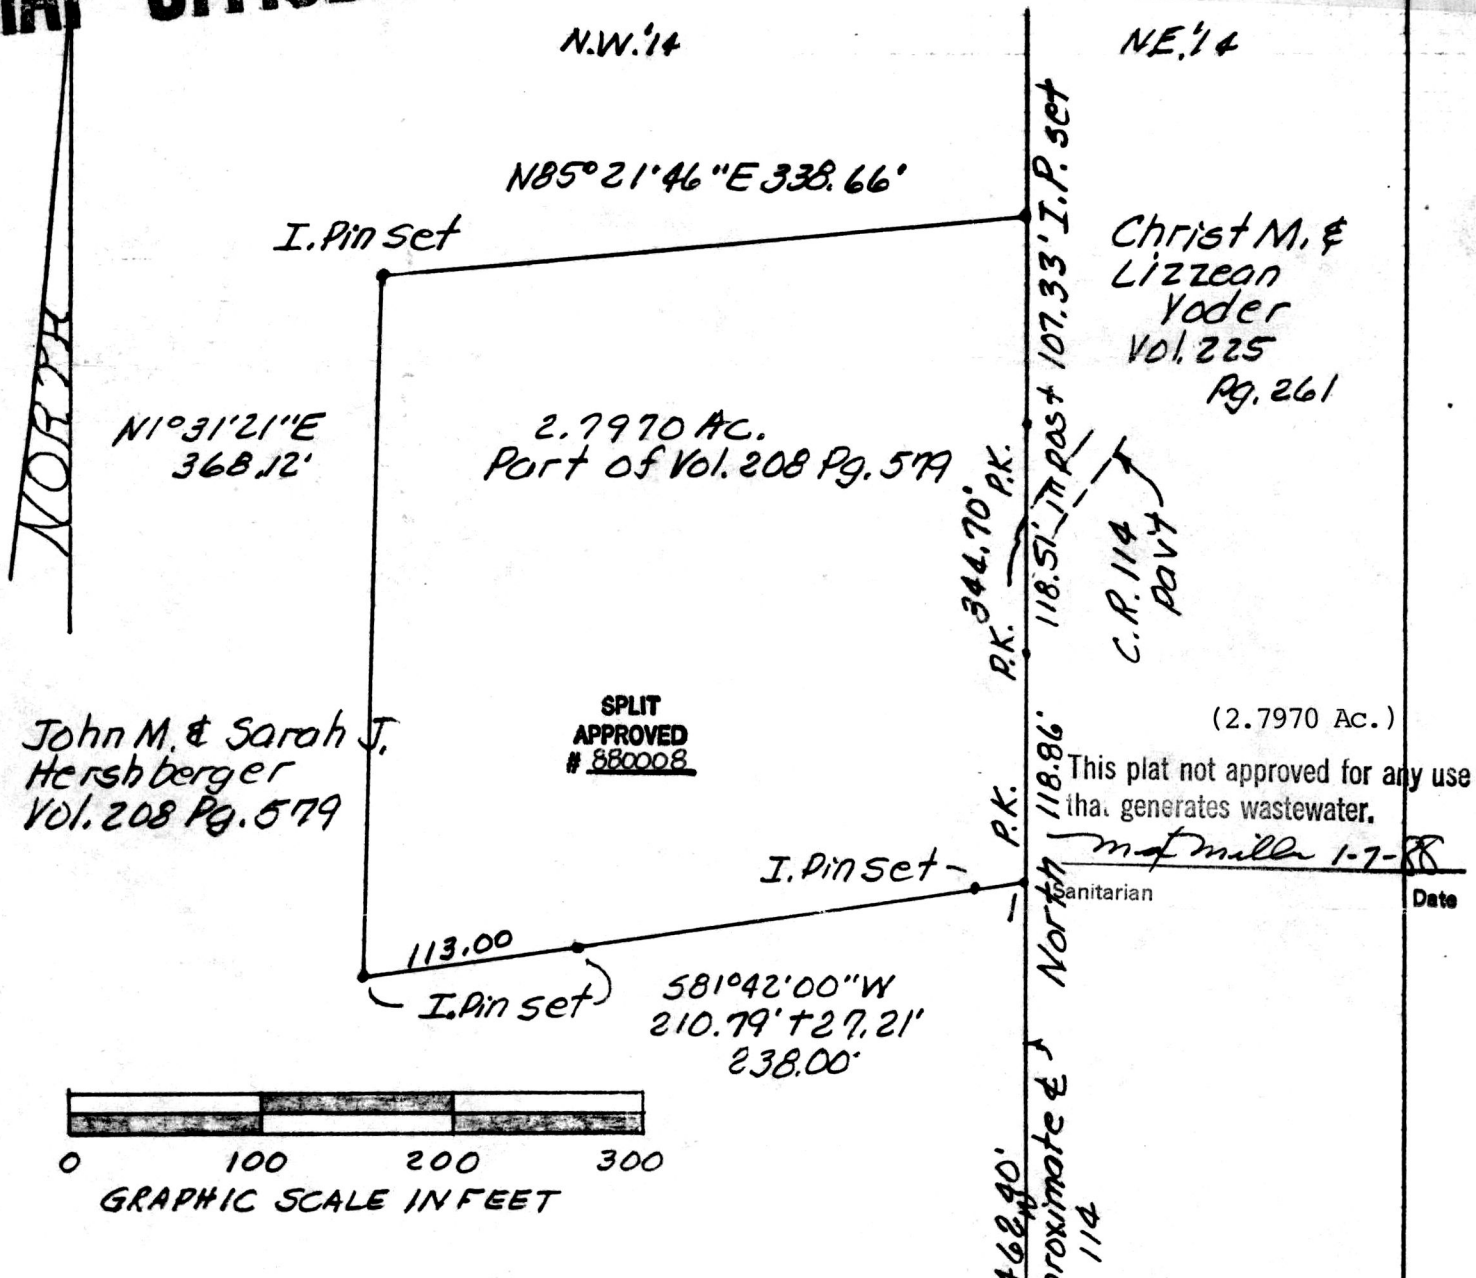 OFFICE
N.W. 1/4
NE. 1/4
N85°21'46"E 338.66'
I.Pin set
107.33' I.P. set
Christ M. &
Lizzean
Yoder
Vol. 225
Pg. 261
NORTH
N1°31'21"E
368.12'
2.7970 Ac.
Part of Vol. 208 Pg. 579
P.K.
344.70'
118.51' in past
C.R. 114
pav't
P.K.
John M. & Sarah J.
Hershberger
Vol. 208 Pg. 579
SPLIT
APPROVED
# 880008
(2.7970 Ac.)
This plat not approved for any use
that generates wastewater.
1-7-88
Sanitarian
Date
118.86'
P.K.
North
I.Pin set
113.00
I.Pin set
S81°42'00"W
210.79' + 27.21'
238.00'
0 100 200 300
GRAPHIC SCALE IN FEET
114